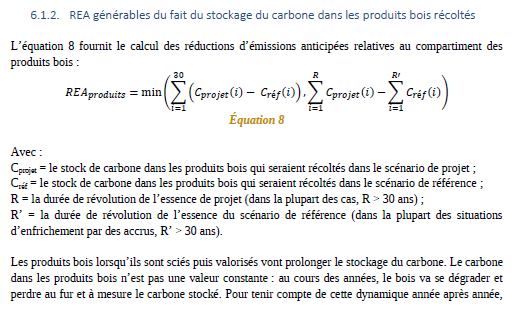 6.1.2. REA générables du fait du stockage du carbone dans les produits bois récoltés
L'équation 8 fournit le calcul des réductions d'émissions anticipées relatives au compartiment des
produits bois :
REAproduits = min(∑_{i=1}^{30}(Cprojet(i) − Créf(i)), ∑_{i=1}^{R} Cprojet(i) − ∑_{i=1}^{R'} Créf(i))
Équation 8
Avec :
Cprojet = le stock de carbone dans les produits bois qui seraient récoltés dans le scénario de projet ;
Créf = le stock de carbone dans les produits bois qui seraient récoltés dans le scénario de référence ;
R = la durée de révolution de l'essence de projet (dans la plupart des cas, R > 30 ans) ;
R' = la durée de révolution de l'essence du scénario de référence (dans la plupart des situations
d'enfrichement par des accrus, R' > 30 ans).
Les produits bois lorsqu'ils sont sciés puis valorisés vont prolonger le stockage du carbone. Le carbone
dans les produits bois n'est pas une valeur constante : au cours des années, le bois va se dégrader et
perdre au fur et à mesure le carbone stocké. Pour tenir compte de cette dynamique année après année,